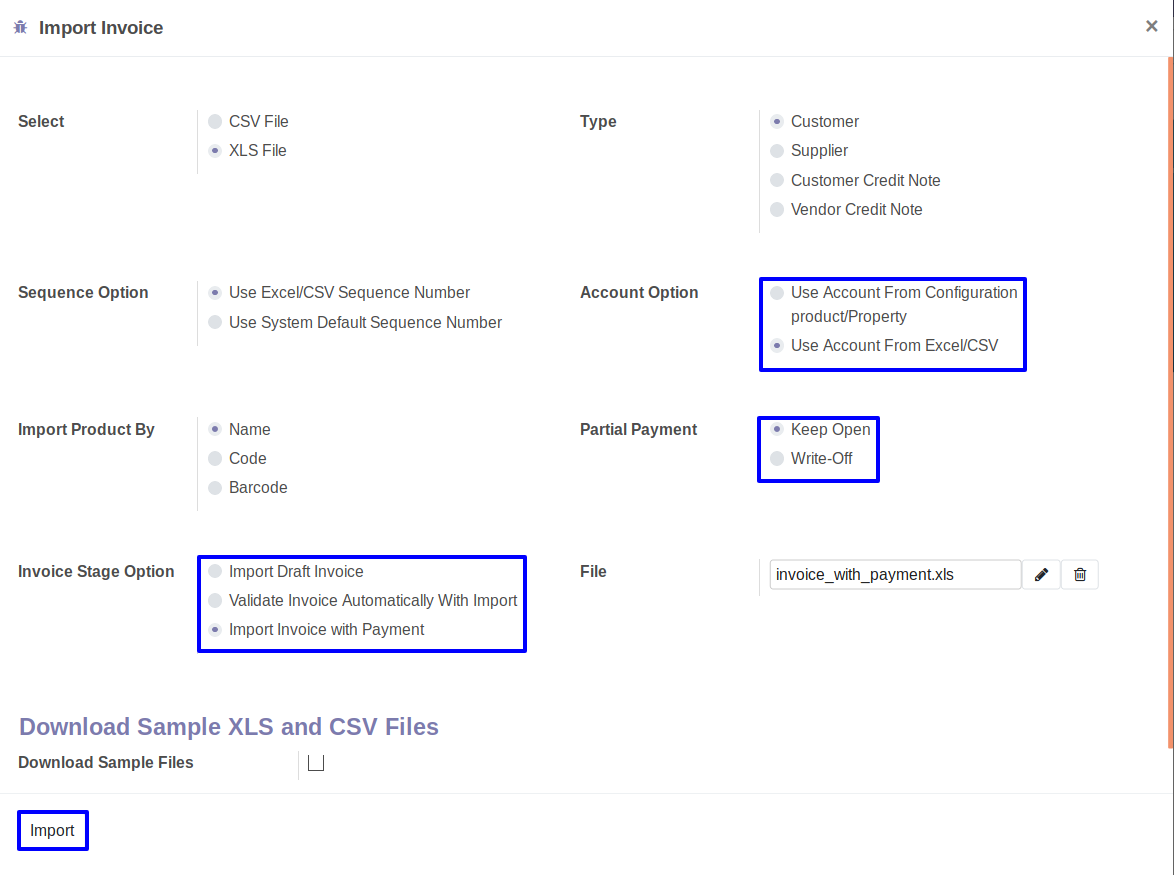 Import Invoice
×
Select
CSV File
XLS File
Type
Customer
Supplier
Customer Credit Note
Vendor Credit Note
Sequence Option
Use Excel/CSV Sequence Number
Use System Default Sequence Number
Account Option
Use Account From Configuration
product/Property
Use Account From Excel/CSV
Import Product By
Name
Code
Barcode
Partial Payment
Keep Open
Write-Off
Invoice Stage Option
Import Draft Invoice
Validate Invoice Automatically With Import
Import Invoice with Payment
File
invoice_with_payment.xls
Download Sample XLS and CSV Files
Download Sample Files
Import